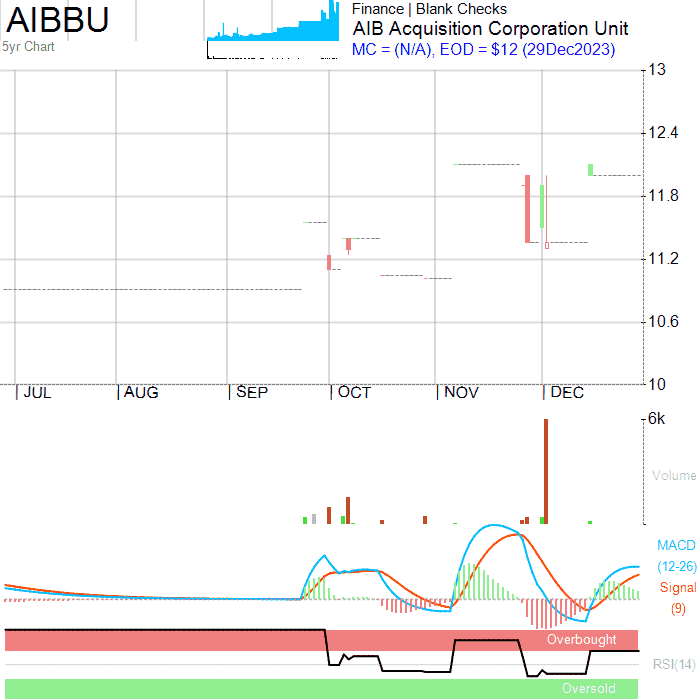 AIBBU
5yr Chart
Finance | Blank Checks
AIB Acquisition Corporation Unit
MC = (N/A), EOD = $12 (29Dec2023)
13
12.4
11.8
11.2
10.6
10
JUL
AUG
SEP
OCT
NOV
DEC
6k
Volume
MACD
(12-26)
Signal
(9)
Overbought
RSI(14)
Oversold